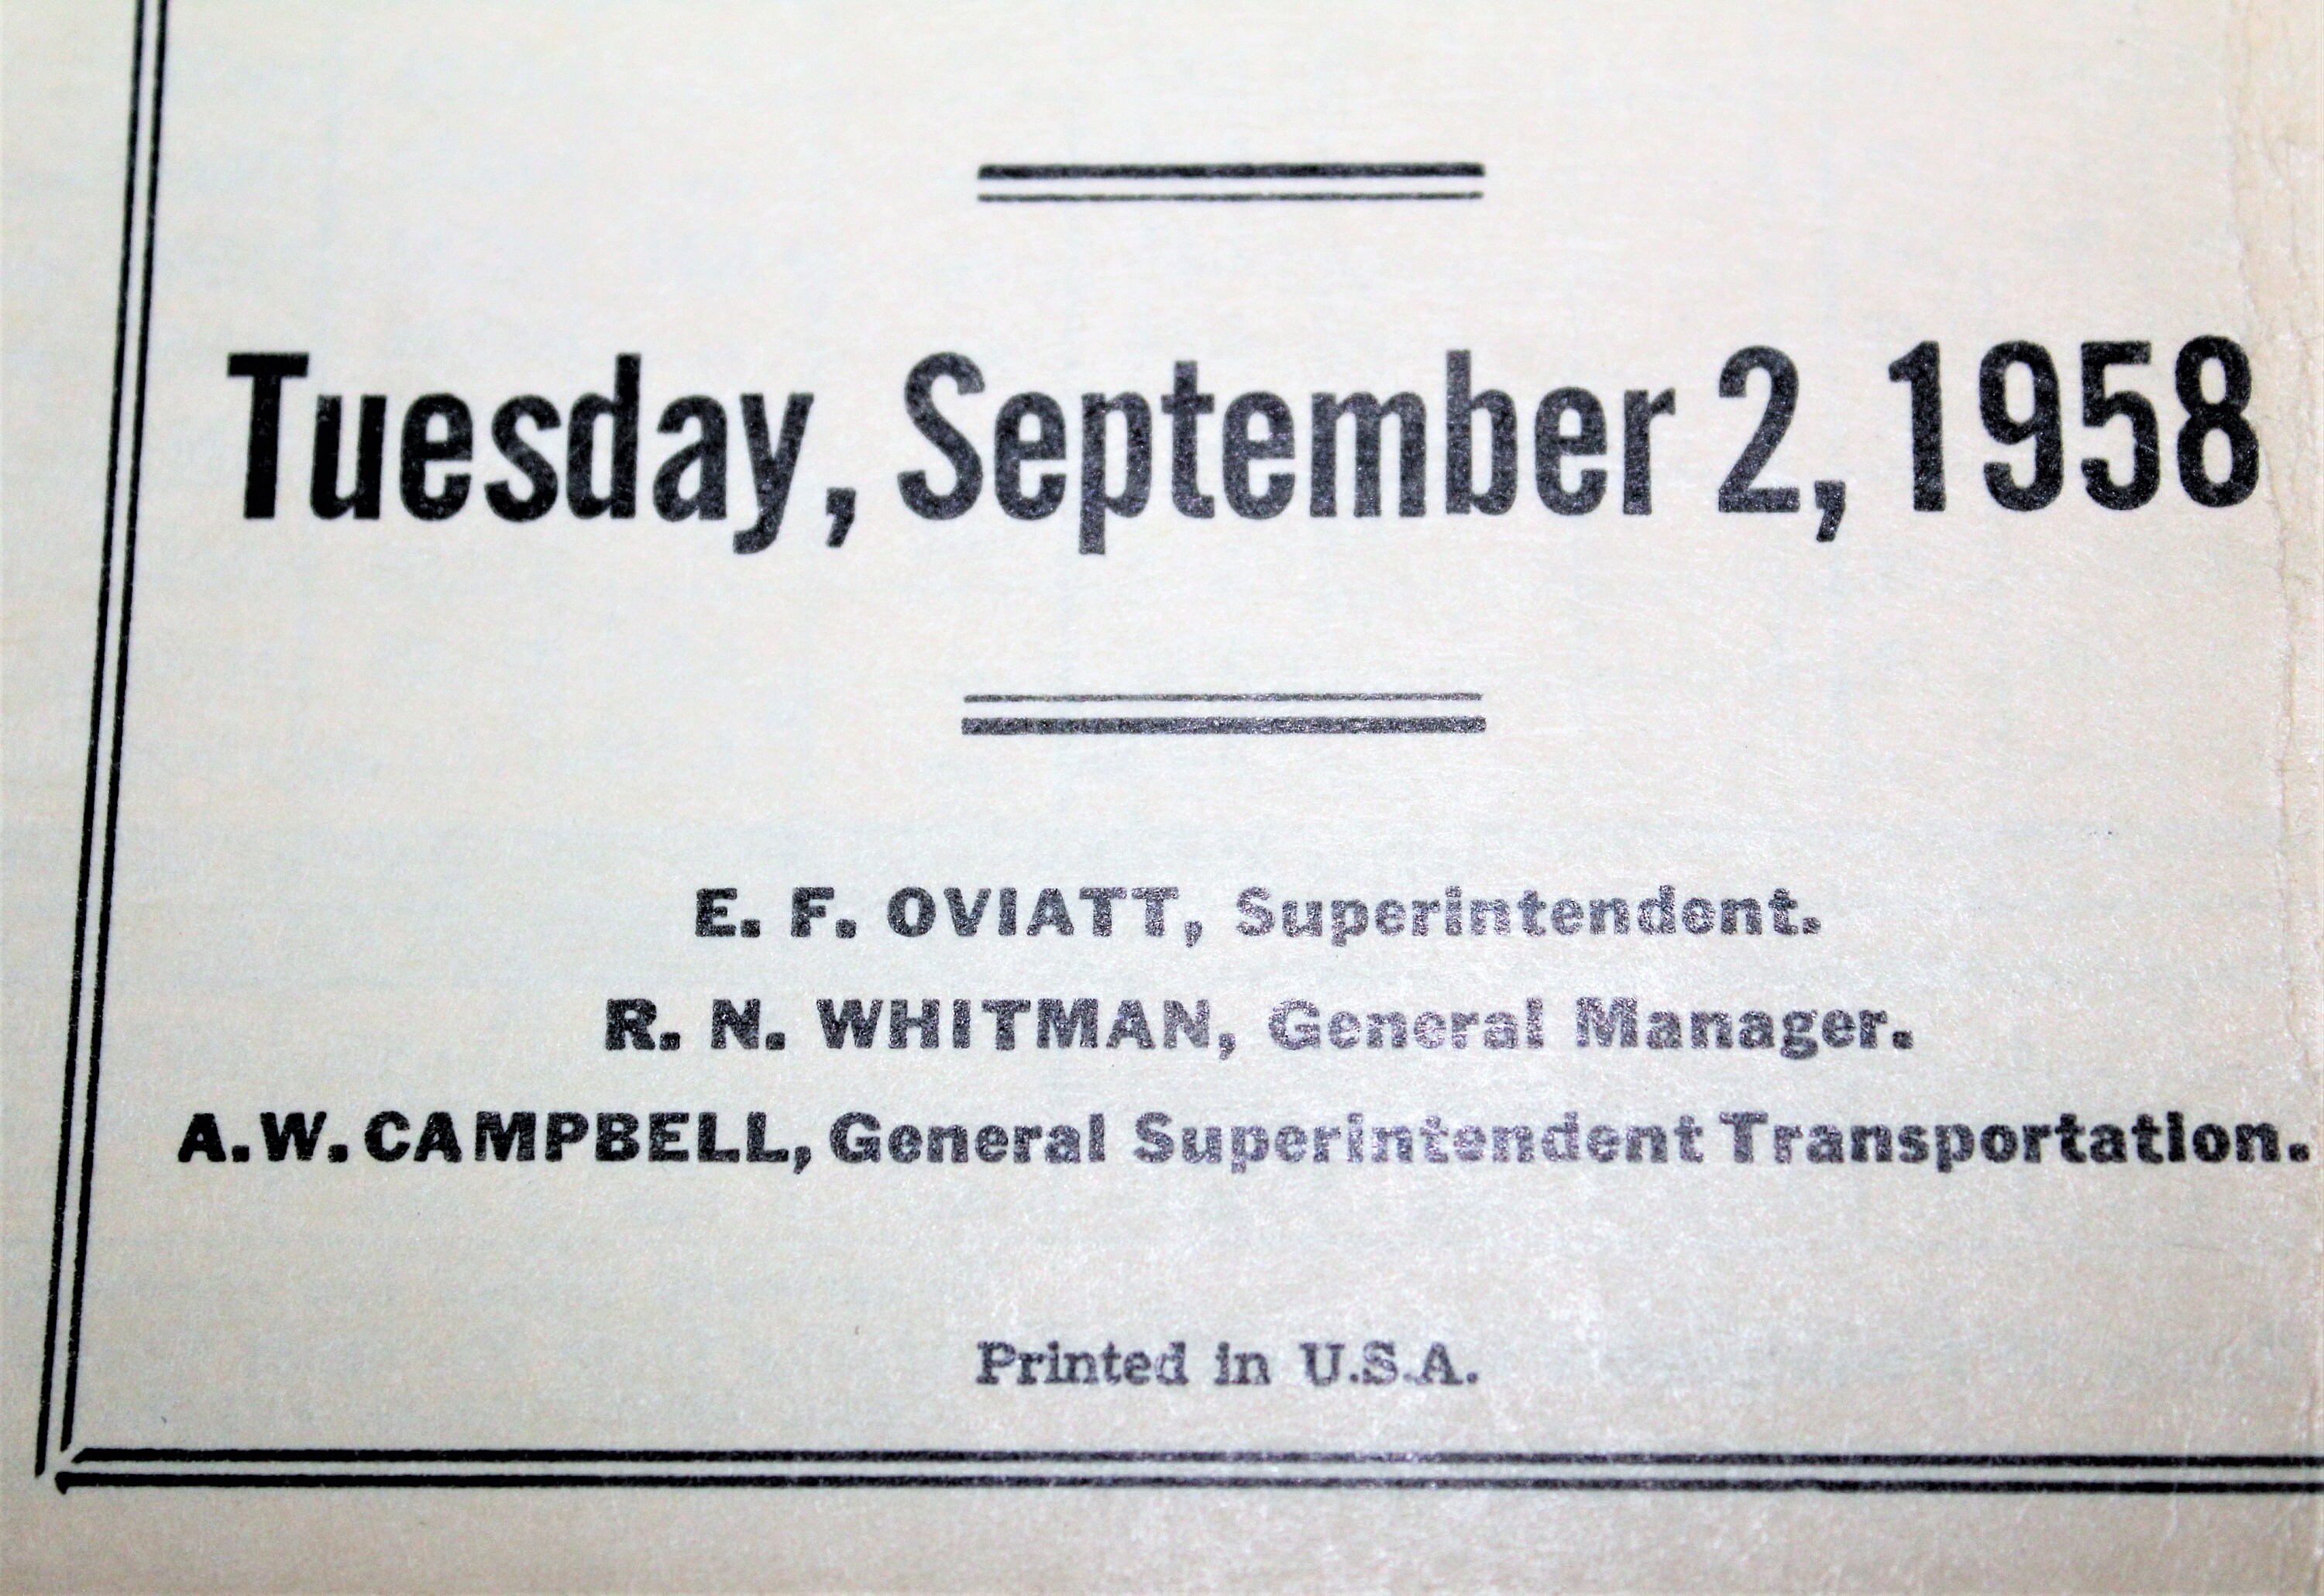 Tuesday, September 2, 1958
E. F. OVIATT, Superintendent.
R. N. WHITMAN, General Manager.
A. W. CAMPBELL, General Superintendent Transportation.
Printed in U.S.A.